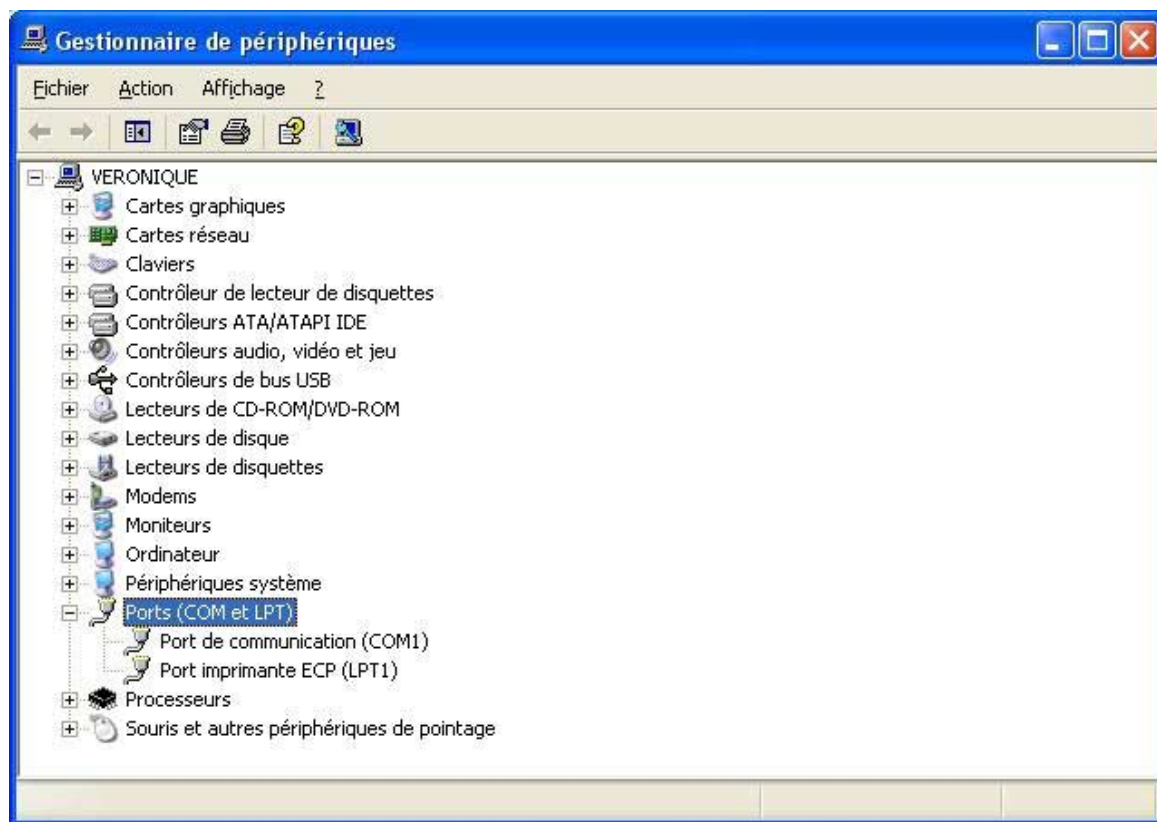 Gestionnaire de périphériques
Fichier Action Affichage ?
VERONIQUE
Cartes graphiques
Cartes réseau
Claviers
Contrôleur de lecteur de disquettes
Contrôleurs ATA/ATAPI IDE
Contrôleurs audio, vidéo et jeu
Contrôleurs de bus USB
Lecteurs de CD-ROM/DVD-ROM
Lecteurs de disque
Lecteurs de disquettes
Modems
Moniteurs
Ordinateur
Périphériques système
Ports (COM et LPT)
Port de communication (COM1)
Port imprimante ECP (LPT1)
Processeurs
Souris et autres périphériques de pointage